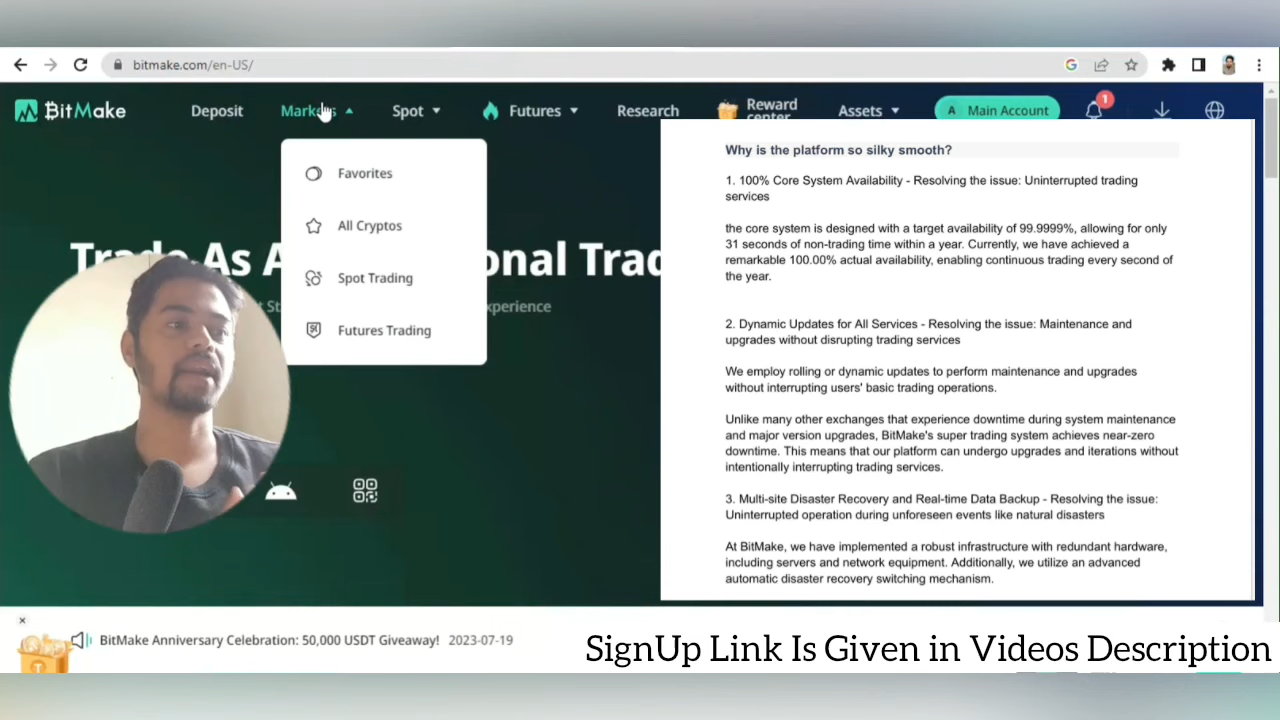 bitmake.com/en-US/
BitMake
Deposit
Markets
Spot
Futures
Research
Reward center
Assets
A Main Account
1
Favorites
All Cryptos
Spot Trading
Futures Trading
Trade As A onal Trad
t St xperience
Why is the platform so silky smooth?
1. 100% Core System Availability - Resolving the issue: Uninterrupted trading
services
the core system is designed with a target availability of 99.9999%, allowing for only
31 seconds of non-trading time within a year. Currently, we have achieved a
remarkable 100.00% actual availability, enabling continuous trading every second of
the year.
2. Dynamic Updates for All Services - Resolving the issue: Maintenance and
upgrades without disrupting trading services
We employ rolling or dynamic updates to perform maintenance and upgrades
without interrupting users' basic trading operations.
Unlike many other exchanges that experience downtime during system maintenance
and major version upgrades, BitMake's super trading system achieves near-zero
downtime. This means that our platform can undergo upgrades and iterations without
intentionally interrupting trading services.
3. Multi-site Disaster Recovery and Real-time Data Backup - Resolving the issue:
Uninterrupted operation during unforeseen events like natural disasters
At BitMake, we have implemented a robust infrastructure with redundant hardware,
including servers and network equipment. Additionally, we utilize an advanced
automatic disaster recovery switching mechanism.
BitMake Anniversary Celebration: 50,000 USDT Giveaway! 2023-07-19
SignUp Link Is Given in Videos Description